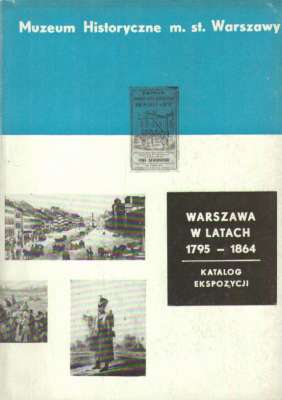 Muzeum Historyczne m. st. Warszawy
WARSZAWA
W LATACH
1795 – 1864
KATALOG
EKSPOZYCJI